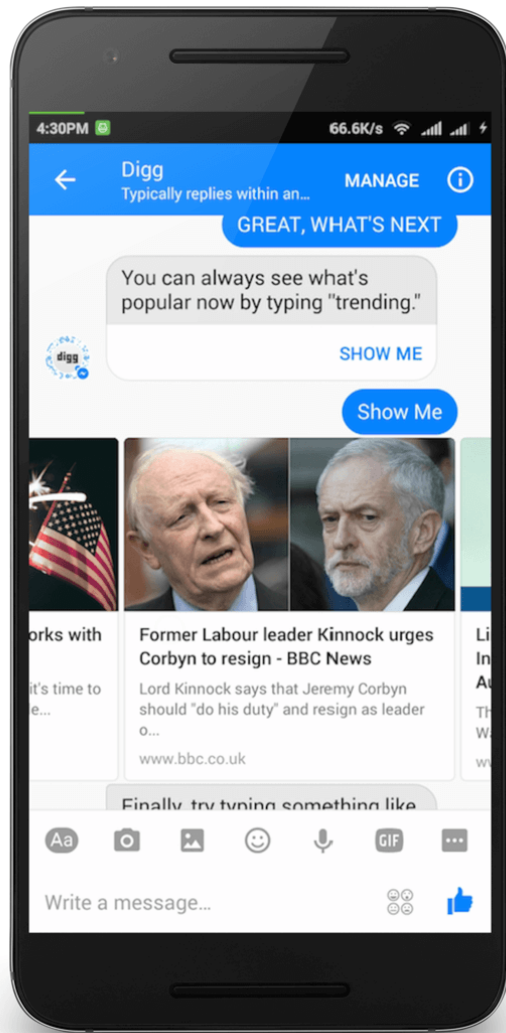 4:30PM 66.6K/s
Digg
Typically replies within an...
MANAGE
GREAT, WHAT'S NEXT
You can always see what's
popular now by typing "trending."
digg
SHOW ME
Show Me
orks with
it's time to
e...
Former Labour leader Kinnock urges
Corbyn to resign - BBC News
Lord Kinnock says that Jeremy Corbyn
should "do his duty" and resign as leader
o...
www.bbc.co.uk
Li
In
Au
Th
Wa
ww
Finally, try typing something like
Aa
GIF
Write a message...